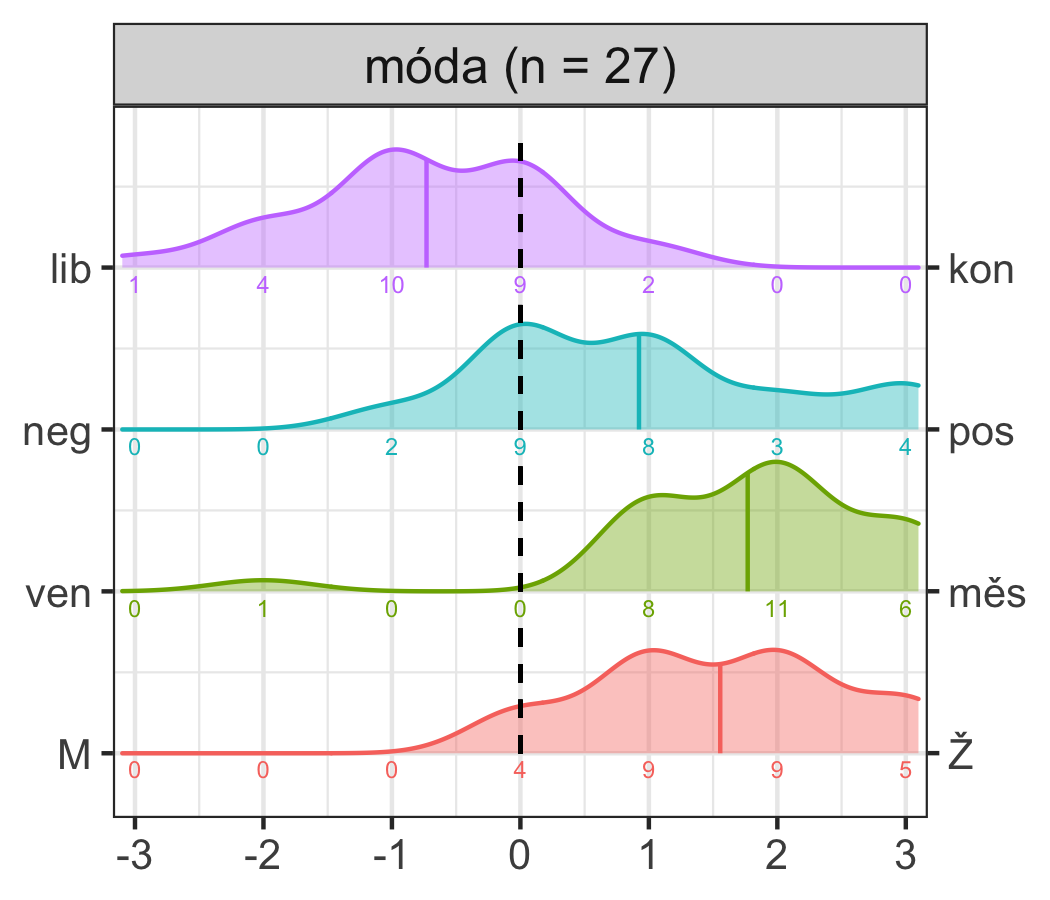 móda (n = 27)
lib kon
1 4 10 9 2 0 0
neg pos
0 0 2 9 8 3 4
ven měs
0 1 0 0 8 11 6
M Ž
0 0 0 4 9 9 5
-3 -2 -1 0 1 2 3